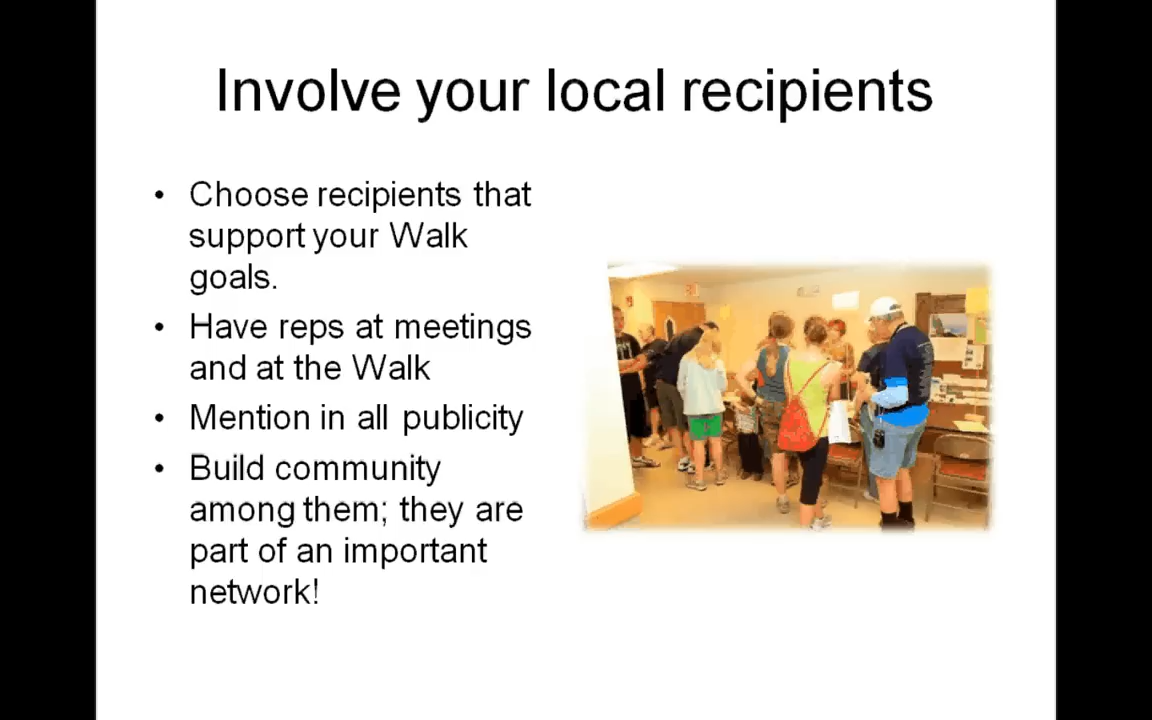 Involve your local recipients
• Choose recipients that
support your Walk
goals.
• Have reps at meetings
and at the Walk
• Mention in all publicity
• Build community
among them; they are
part of an important
network!